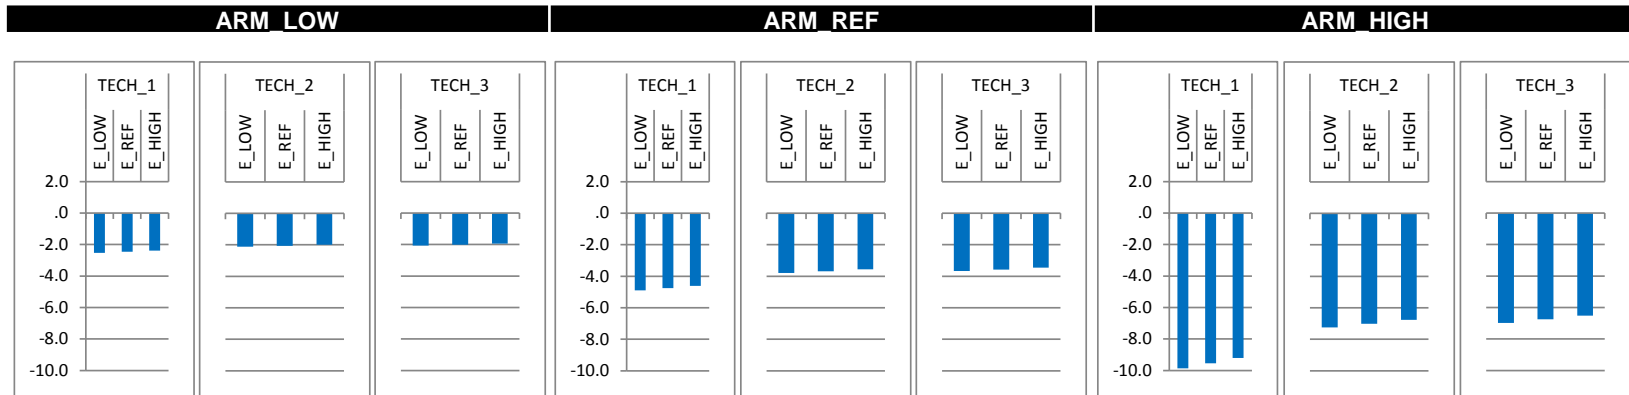 ARM_LOW ARM_REF ARM_HIGH
TECH_1 TECH_2 TECH_3 TECH_1 TECH_2 TECH_3 TECH_1 TECH_2 TECH_3
E_LOW E_REF E_HIGH E_LOW E_REF E_HIGH E_LOW E_REF E_HIGH E_LOW E_REF E_HIGH E_LOW E_REF E_HIGH E_LOW E_REF E_HIGH E_LOW E_REF E_HIGH E_LOW E_REF E_HIGH E_LOW E_REF E_HIGH
2.0 2.0 2.0
.0 .0 .0
-2.0 -2.0 -2.0
-4.0 -4.0 -4.0
-6.0 -6.0 -6.0
-8.0 -8.0 -8.0
-10.0 -10.0 -10.0